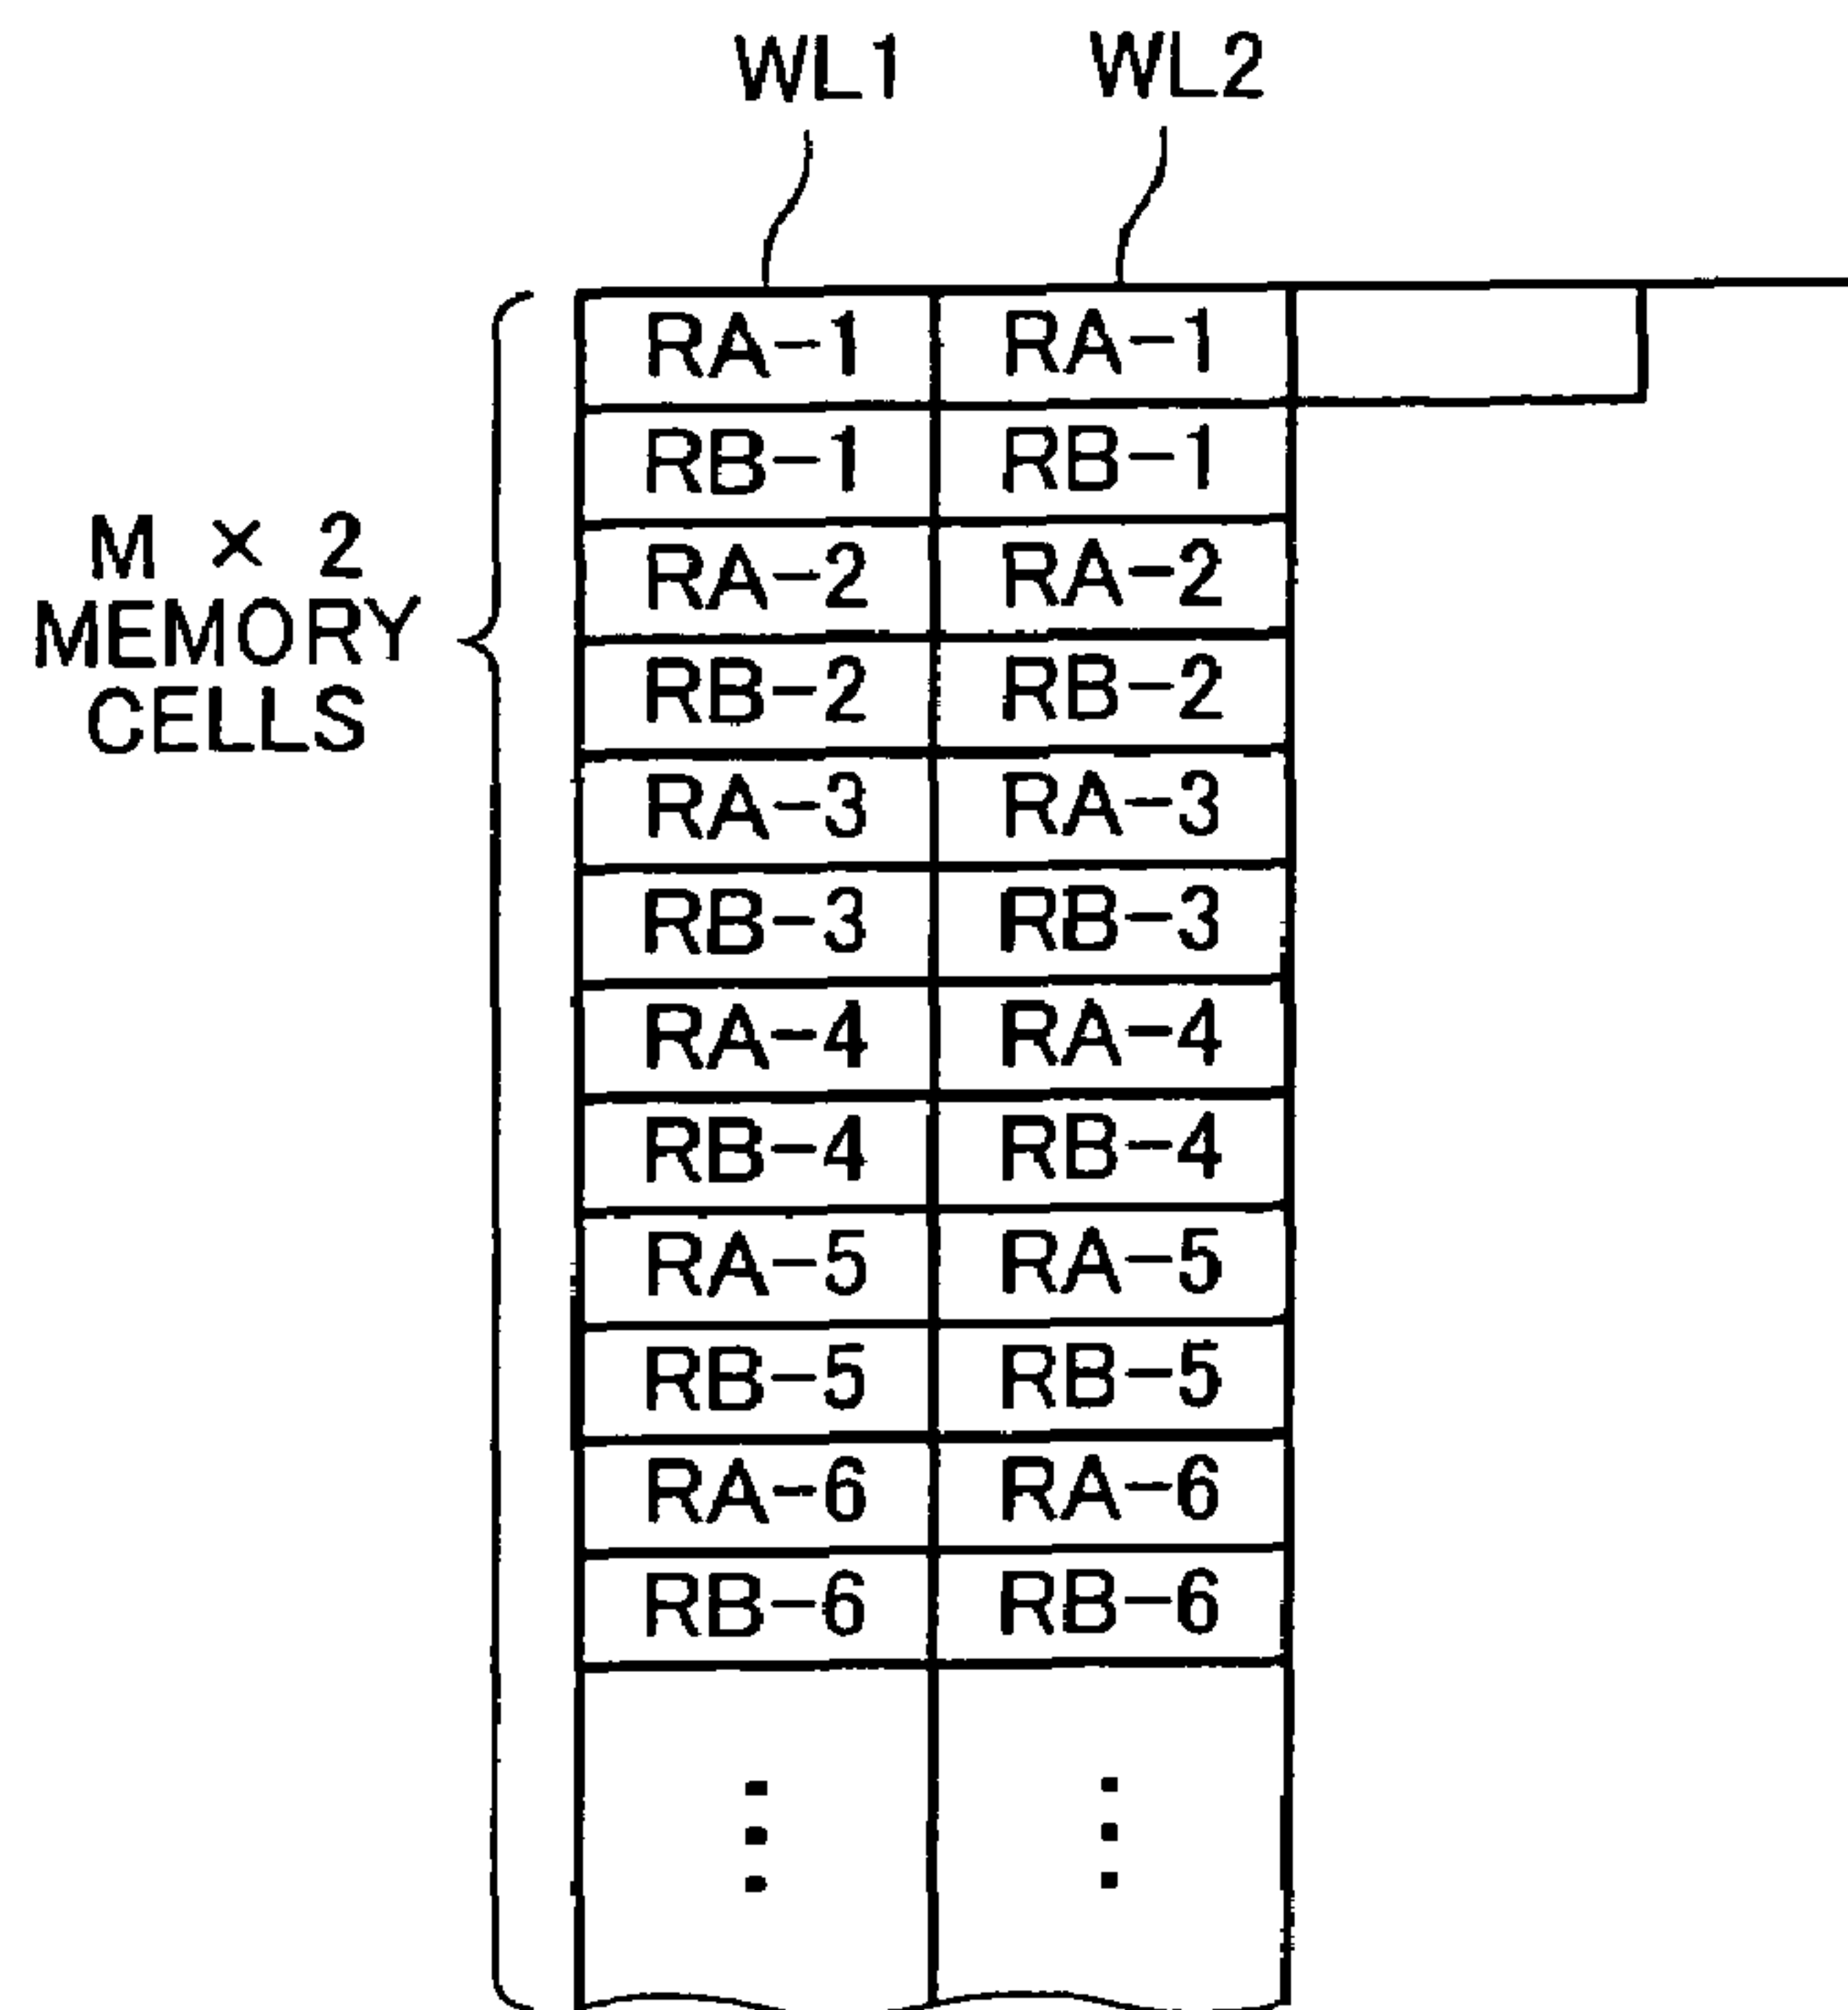 WL1 WL2
RA-1 RA-1
RB-1 RB-1
M × 2
MEMORY
CELLS
RA-2 RA-2
RB-2 RB-2
RA-3 RA-3
RB-3 RB-3
RA-4 RA-4
RB-4 RB-4
RA-5 RA-5
RB-5 RB-5
RA-6 RA-6
RB-6 RB-6